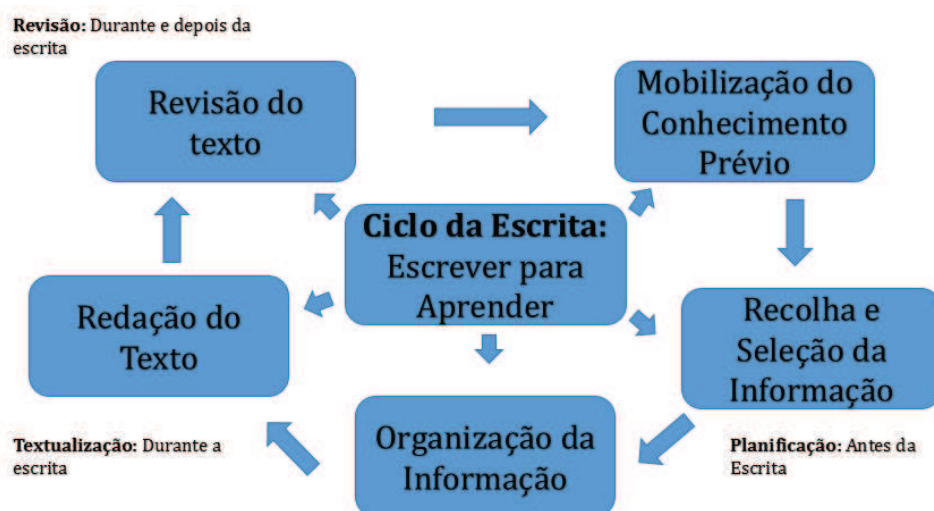 Revisão: Durante e depois da
escrita
Revisão do
texto
Mobilização do
Conhecimento
Prévio
Ciclo da Escrita:
Escrever para
Aprender
Redação do
Texto
Recolha e
Seleção da
Informação
Organização da
Informação
Textualização: Durante a
escrita
Planificação: Antes da
Escrita